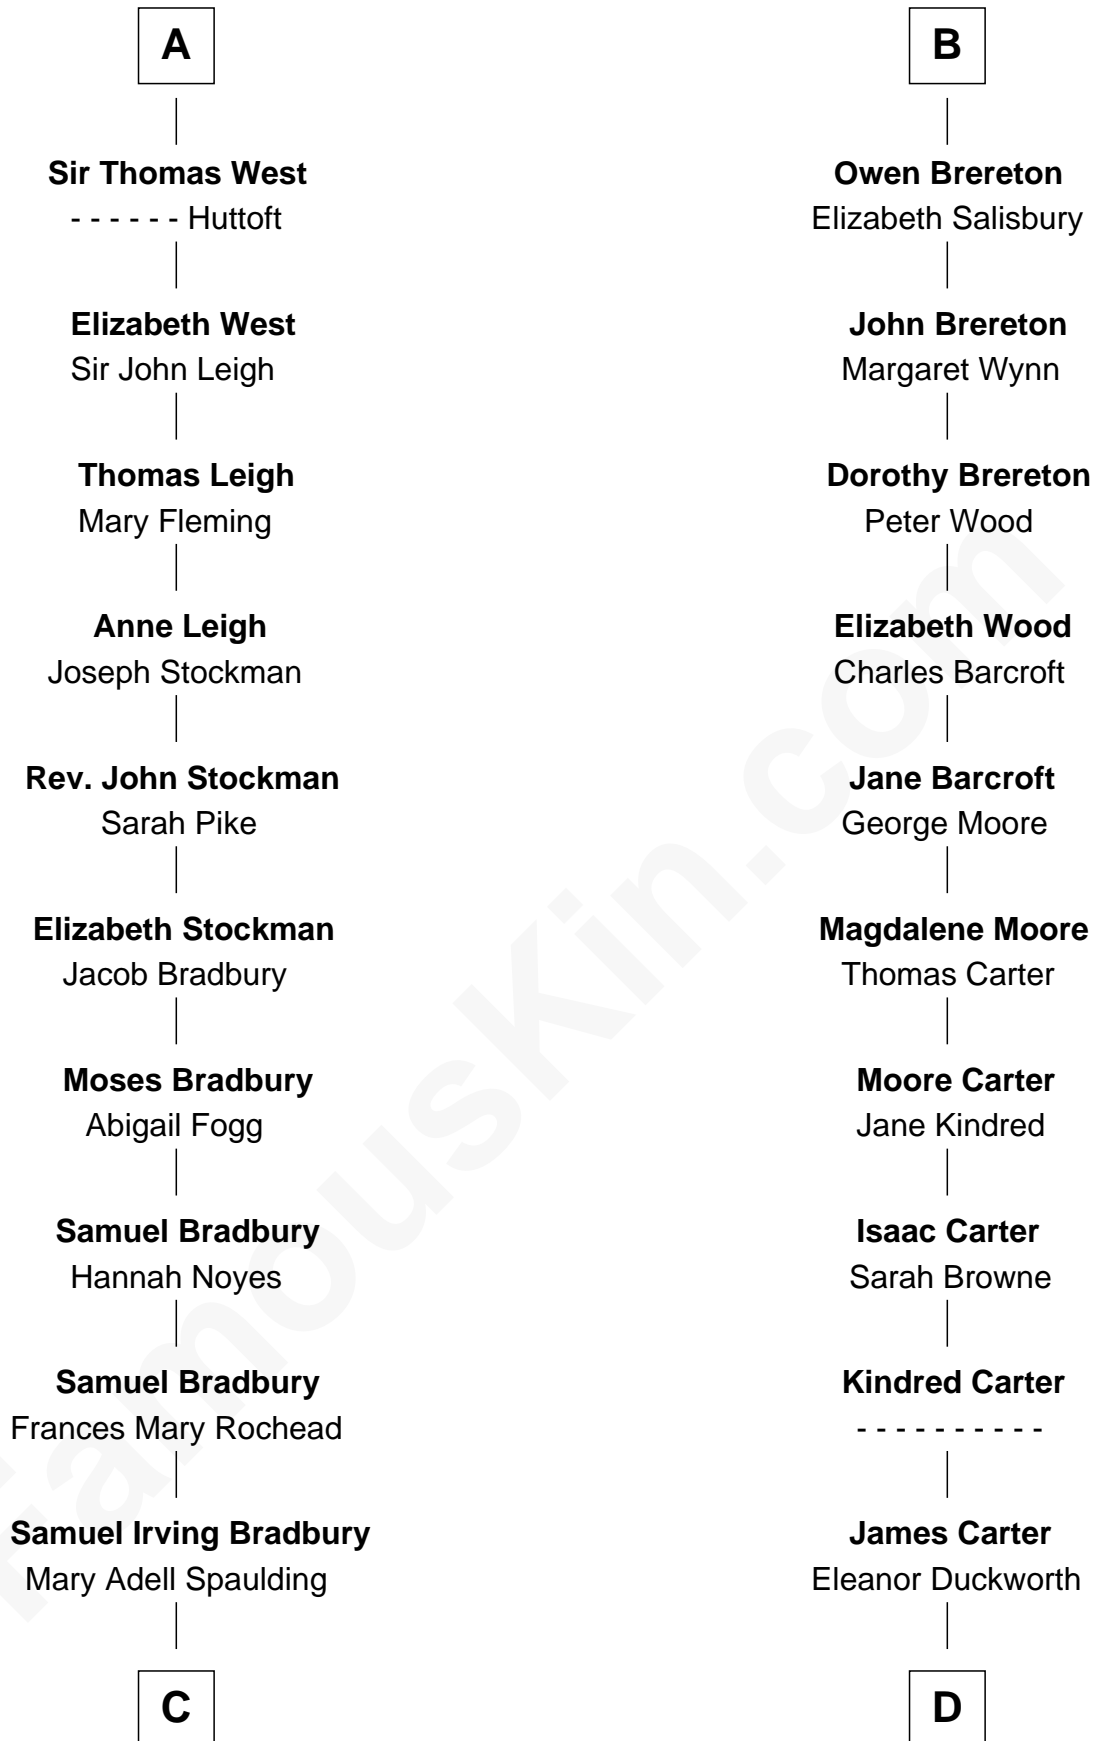 A
Sir Thomas West
- - - - - - Huttoft
Elizabeth West
Sir John Leigh
Thomas Leigh
Mary Fleming
Anne Leigh
Joseph Stockman
Rev. John Stockman
Sarah Pike
Elizabeth Stockman
Jacob Bradbury
Moses Bradbury
Abigail Fogg
Samuel Bradbury
Hannah Noyes
Samuel Bradbury
Frances Mary Rochead
Samuel Irving Bradbury
Mary Adell Spaulding
C
B
Owen Brereton
Elizabeth Salisbury
John Brereton
Margaret Wynn
Dorothy Brereton
Peter Wood
Elizabeth Wood
Charles Barcroft
Jane Barcroft
George Moore
Magdalene Moore
Thomas Carter
Moore Carter
Jane Kindred
Isaac Carter
Sarah Browne
Kindred Carter
- - - - - - - - - -
James Carter
Eleanor Duckworth
D
FamousKin.com